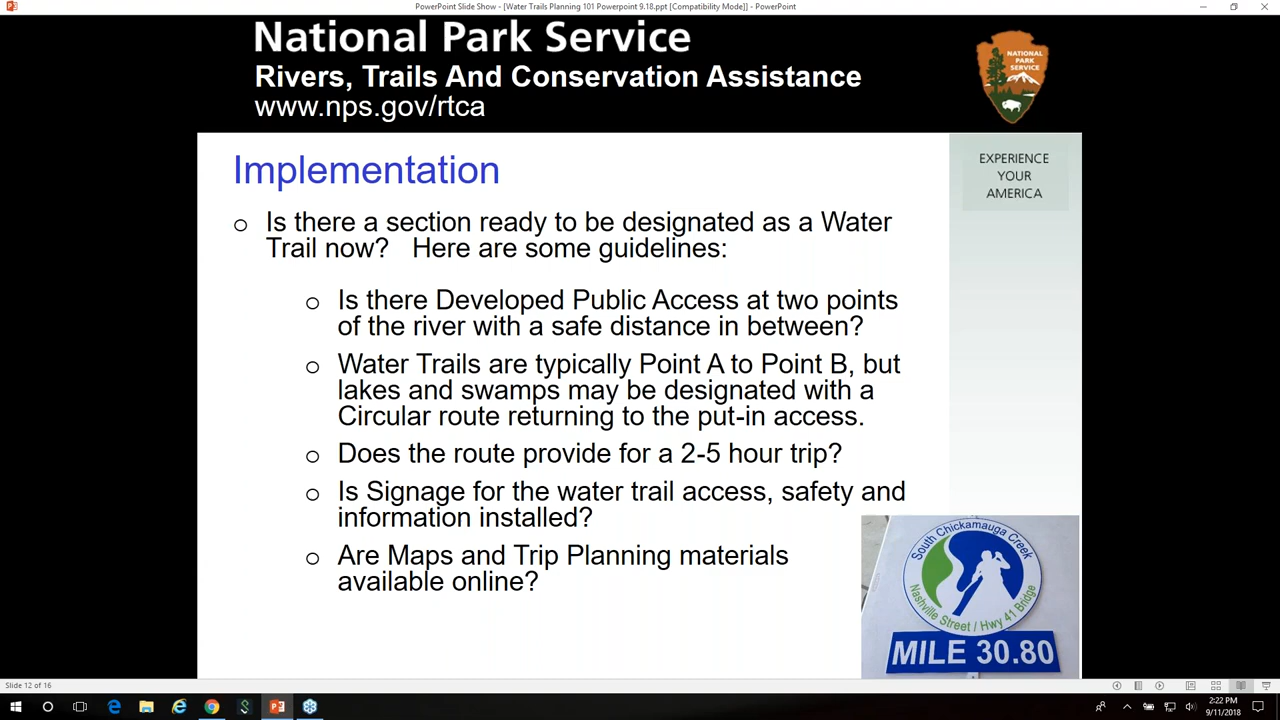 PowerPoint Slide Show - [Water Trails Planning 101 Powerpoint 9.18.ppt [Compatibility Mode]] - PowerPoint
National Park Service
Rivers, Trails And Conservation Assistance
www.nps.gov/rtca
NATIONAL
PARK
SERVICE
EXPERIENCE
YOUR
AMERICA
Implementation
Is there a section ready to be designated as a Water
Trail now? Here are some guidelines:
Is there Developed Public Access at two points
of the river with a safe distance in between?
Water Trails are typically Point A to Point B, but
lakes and swamps may be designated with a
Circular route returning to the put-in access.
Does the route provide for a 2-5 hour trip?
Is Signage for the water trail access, safety and
information installed?
Are Maps and Trip Planning materials
available online?
South Chickamauga Creek
Nashville Street / Hwy 41 Bridge
MILE 30.80
Slide 12 of 16
2:22 PM
9/11/2018